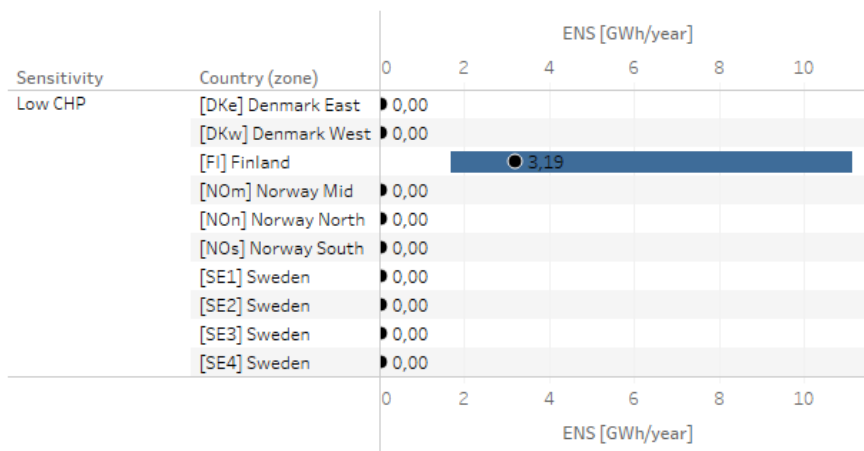 ENS [GWh/year]
Sensitivity Country (zone) 0 2 4 6 8 10
Low CHP [DKe] Denmark East 0,00
[DKw] Denmark West 0,00
[FI] Finland 3,19
[NOm] Norway Mid 0,00
[NOn] Norway North 0,00
[NOs] Norway South 0,00
[SE1] Sweden 0,00
[SE2] Sweden 0,00
[SE3] Sweden 0,00
[SE4] Sweden 0,00
0 2 4 6 8 10
ENS [GWh/year]